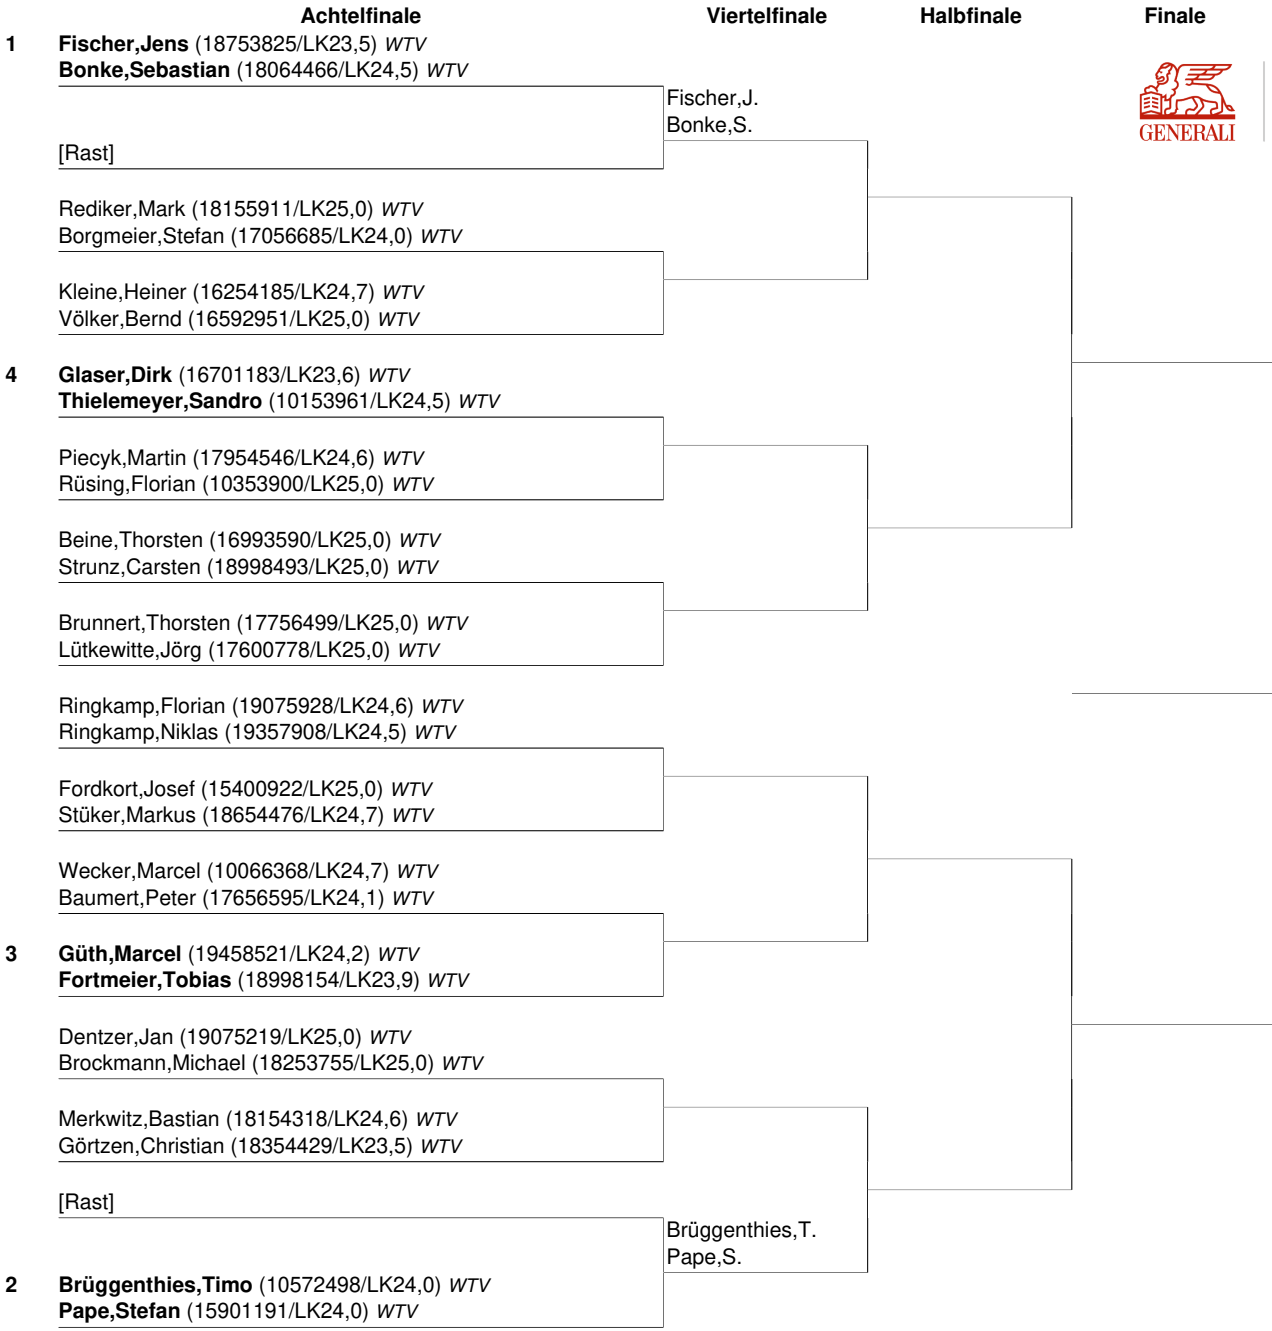 Achtelfinale Viertelfinale Halbfinale Finale
1 Fischer,Jens (18753825/LK23,5) WTV
Bonke,Sebastian (18064466/LK24,5) WTV
Fischer,J.
Bonke,S.
GENERALI
[Rast]
Rediker,Mark (18155911/LK25,0) WTV
Borgmeier,Stefan (17056685/LK24,0) WTV
Kleine,Heiner (16254185/LK24,7) WTV
Völker,Bernd (16592951/LK25,0) WTV
4 Glaser,Dirk (16701183/LK23,6) WTV
Thielemeyer,Sandro (10153961/LK24,5) WTV
Piecyk,Martin (17954546/LK24,6) WTV
Rüsing,Florian (10353900/LK25,0) WTV
Beine,Thorsten (16993590/LK25,0) WTV
Strunz,Carsten (18998493/LK25,0) WTV
Brunnert,Thorsten (17756499/LK25,0) WTV
Lütkewitte,Jörg (17600778/LK25,0) WTV
Ringkamp,Florian (19075928/LK24,6) WTV
Ringkamp,Niklas (19357908/LK24,5) WTV
Fordkort,Josef (15400922/LK25,0) WTV
Stüker,Markus (18654476/LK24,7) WTV
Wecker,Marcel (10066368/LK24,7) WTV
Baumert,Peter (17656595/LK24,1) WTV
3 Güth,Marcel (19458521/LK24,2) WTV
Fortmeier,Tobias (18998154/LK23,9) WTV
Dentzer,Jan (19075219/LK25,0) WTV
Brockmann,Michael (18253755/LK25,0) WTV
Merkwitz,Bastian (18154318/LK24,6) WTV
Görtzen,Christian (18354429/LK23,5) WTV
[Rast]
Brüggenthies,T.
Pape,S.
2 Brüggenthies,Timo (10572498/LK24,0) WTV
Pape,Stefan (15901191/LK24,0) WTV